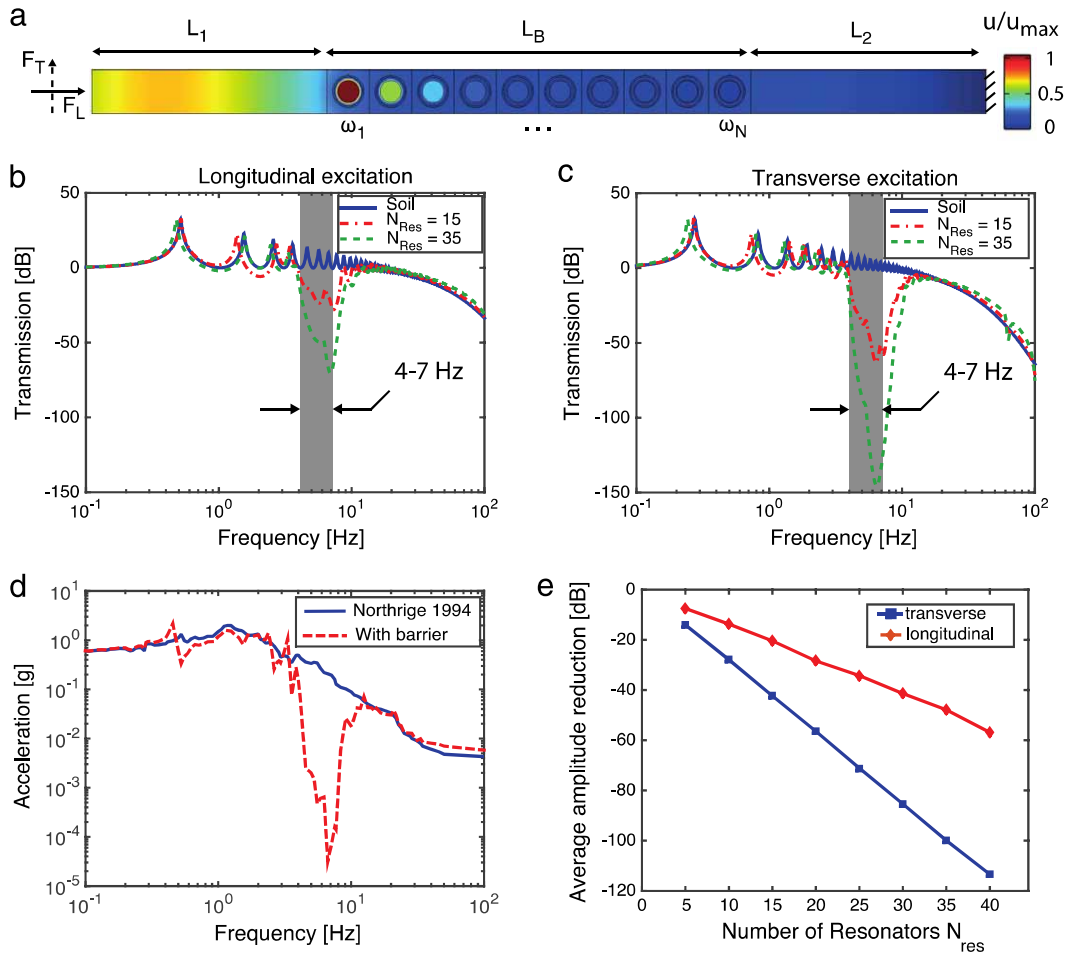 a
L1
LB
L2
u/umax
FT
FL
ω1
...
ωN
1
0.5
0
b
Longitudinal excitation
Soil
NRes = 15
NRes = 35
4-7 Hz
50
0
-50
-100
-150
Transmission [dB]
10-1
100
101
102
Frequency [Hz]
c
Transverse excitation
Soil
NRes = 15
NRes = 35
4-7 Hz
50
0
-50
-100
-150
Transmission [dB]
10-1
100
101
102
Frequency [Hz]
d
Northrige 1994
With barrier
101
100
10-1
10-2
10-3
10-4
10-5
Acceleration [g]
10-1
100
101
102
Frequency [Hz]
e
transverse
longitudinal
0
-20
-40
-60
-80
-100
-120
Average amplitude reduction [dB]
0 5 10 15 20 25 30 35 40
Number of Resonators Nres